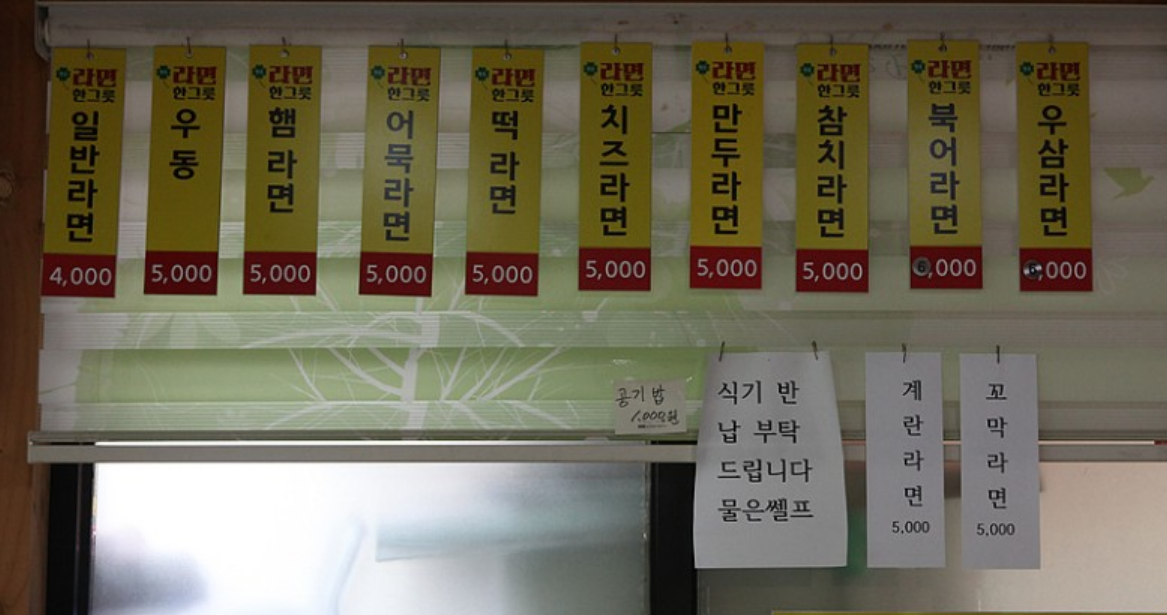 라면
한그릇
일반라면
4,000
라면
한그릇
우동
5,000
라면
한그릇
햄라면
5,000
라면
한그릇
어묵라면
5,000
라면
한그릇
떡라면
5,000
라면
한그릇
치즈라면
5,000
라면
한그릇
만두라면
5,000
라면
한그릇
참치라면
5,000
라면
한그릇
북어라면
6,000
라면
한그릇
우삼라면
6,000
공기밥
1,000원
식기 반
납 부탁
드립니다
물은쎌프
계란라면
5,000
꼬막라면
5,000